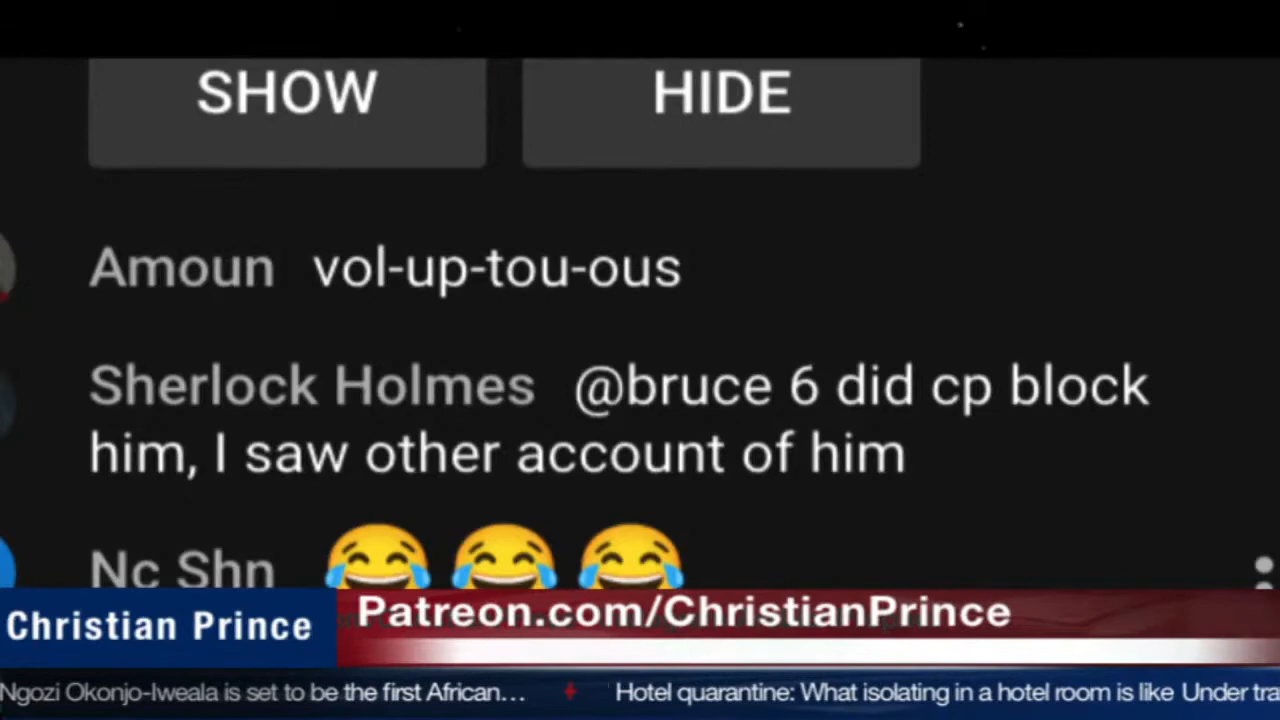 SHOW HIDE
Amoun vol-up-tou-ous
Sherlock Holmes @bruce 6 did cp block
him, I saw other account of him
Nc Shn 😂😂😂
Christian Prince
Patreon.com/ChristianPrince
Ngozi Okonjo-Iweala is set to be the first African… Hotel quarantine: What isolating in a hotel room is like Under tra